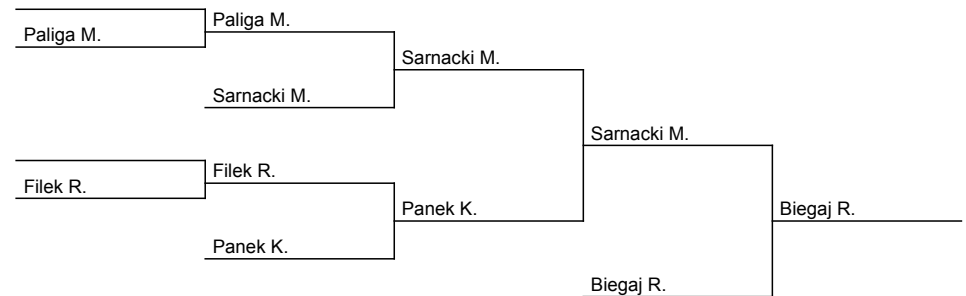 Paliga M.
Paliga M.
Sarnacki M.
Sarnacki M.
Sarnacki M.
Filek R.
Filek R.
Panek K.
Panek K.
Biegaj R.
Biegaj R.